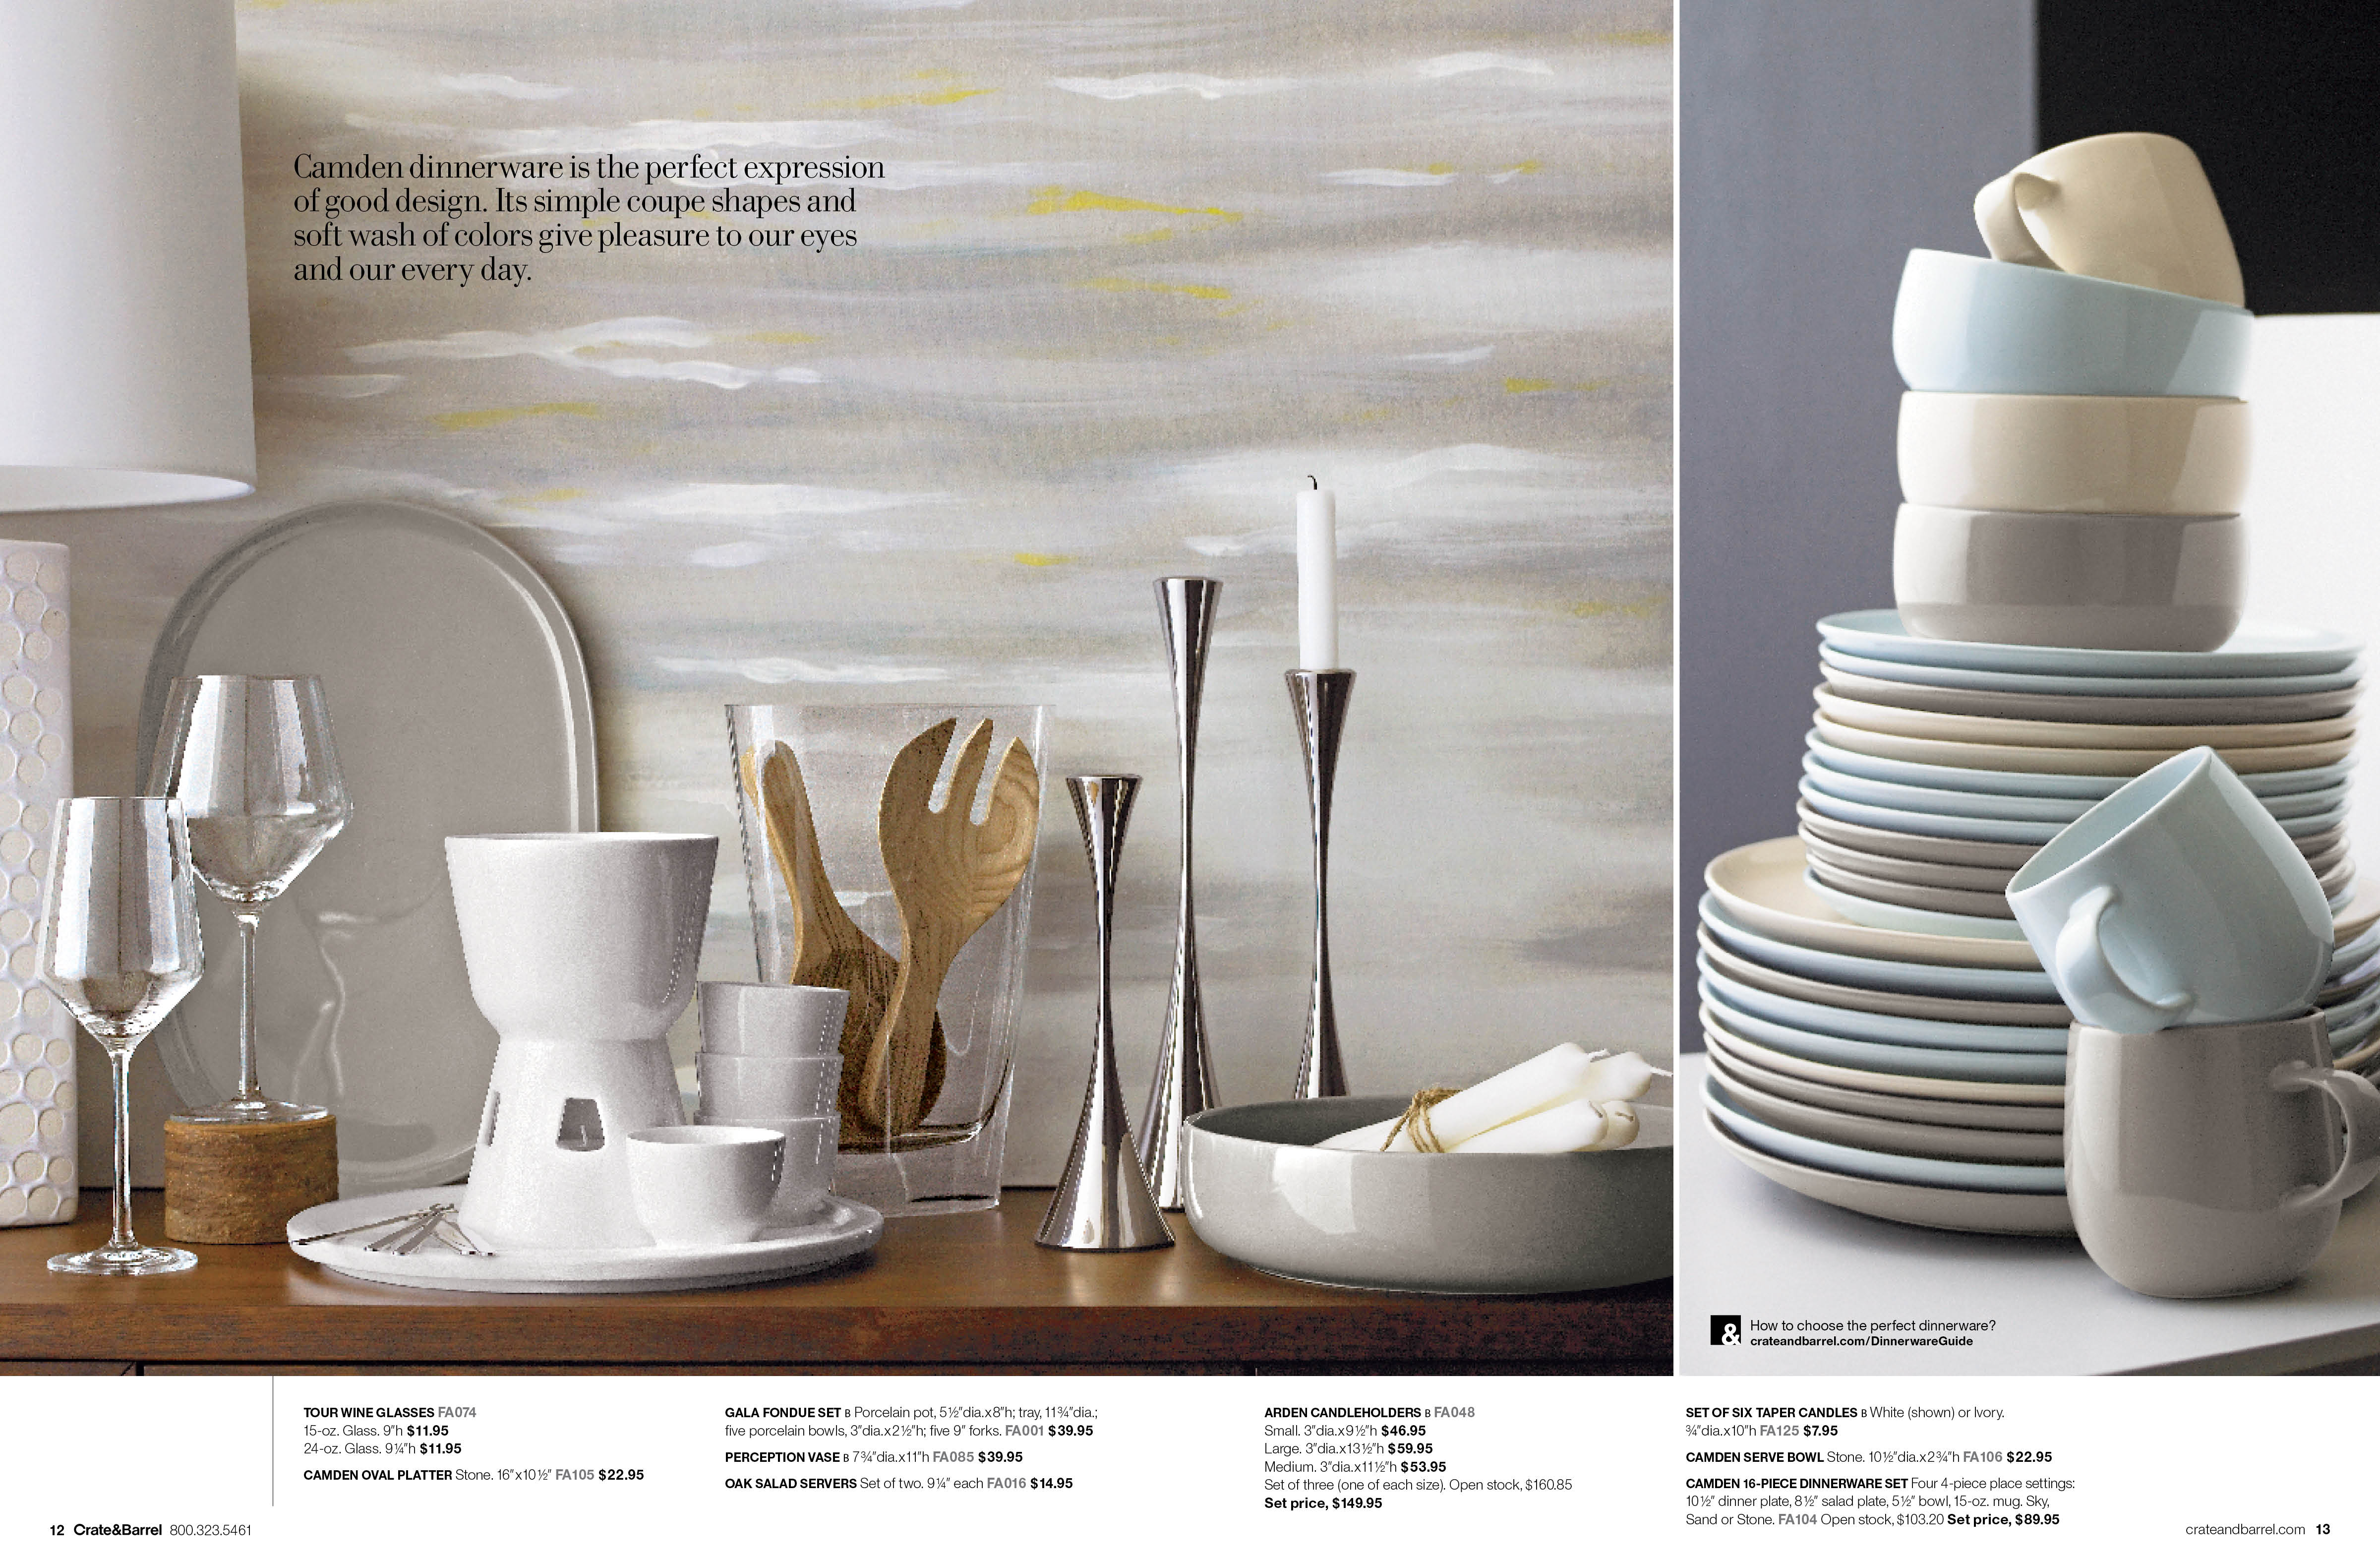 Camden dinnerware is the perfect expression
of good design. Its simple coupe shapes and
soft wash of colors give pleasure to our eyes
and our every day.
&
How to choose the perfect dinnerware?
crateandbarrel.com/DinnerwareGuide
TOUR WINE GLASSES FA074
15-oz. Glass. 9"h $11.95
24-oz. Glass. 9¼"h $11.95
CAMDEN OVAL PLATTER Stone. 16"x10½" FA105 $22.95
GALA FONDUE SET B Porcelain pot, 5½"dia.x8"h; tray, 11¾"dia.;
five porcelain bowls, 3"dia.x2½"h; five 9" forks. FA001 $39.95
PERCEPTION VASE B 7¾"dia.x11"h FA085 $39.95
OAK SALAD SERVERS Set of two. 9¼" each FA016 $14.95
ARDEN CANDLEHOLDERS B FA048
Small. 3"dia.x9½"h $46.95
Large. 3"dia.x13½"h $59.95
Medium. 3"dia.x11½"h $53.95
Set of three (one of each size). Open stock, $160.85
Set price, $149.95
SET OF SIX TAPER CANDLES B White (shown) or Ivory.
¾"dia.x10"h FA125 $7.95
CAMDEN SERVE BOWL Stone. 10½"dia.x2¾"h FA106 $22.95
CAMDEN 16-PIECE DINNERWARE SET Four 4-piece place settings:
10½" dinner plate, 8½" salad plate, 5½" bowl, 15-oz. mug. Sky,
Sand or Stone. FA104 Open stock, $103.20 Set price, $89.95
12 Crate&Barrel 800.323.5461
crateandbarrel.com 13